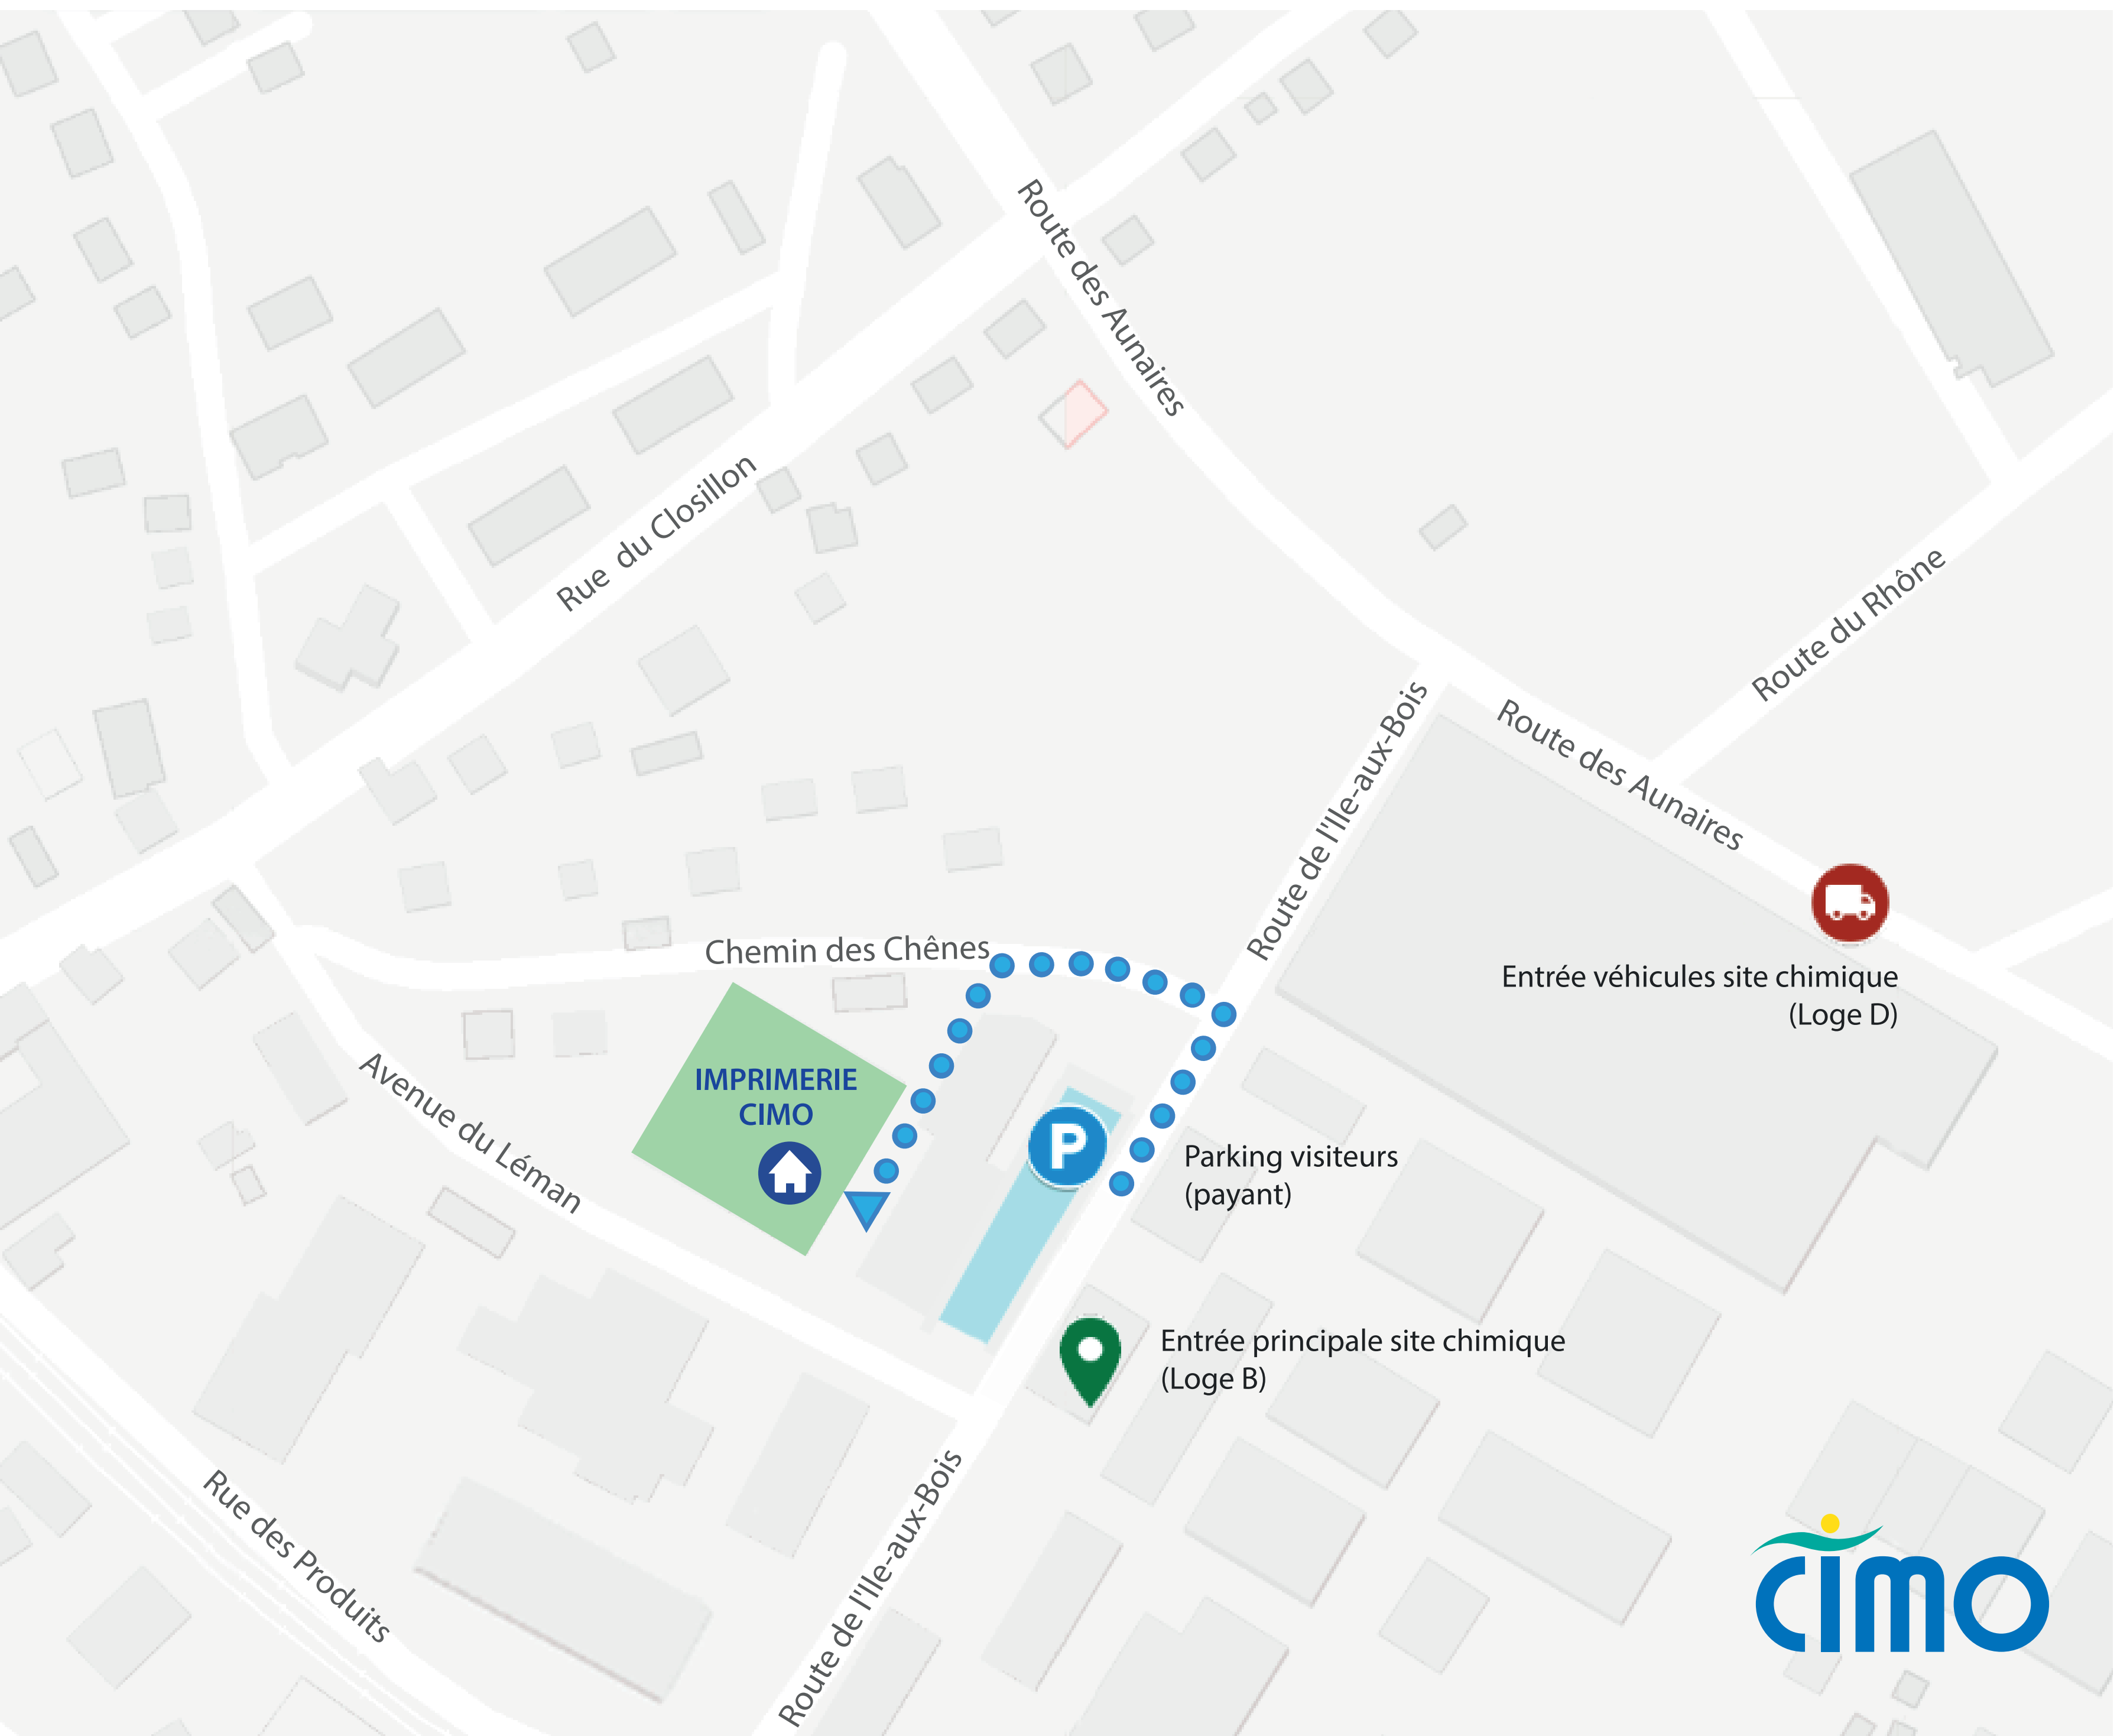 Route des Aunaires
Rue du Closillon
Route du Rhône
Route de l'Ile-aux-Bois
Route des Aunaires
Chemin des Chênes
Entrée véhicules site chimique
(Loge D)
IMPRIMERIE
CIMO
Avenue du Léman
P
Parking visiteurs
(payant)
Entrée principale site chimique
(Loge B)
Rue des Produits
Route de l'Ile-aux-Bois
CIMO